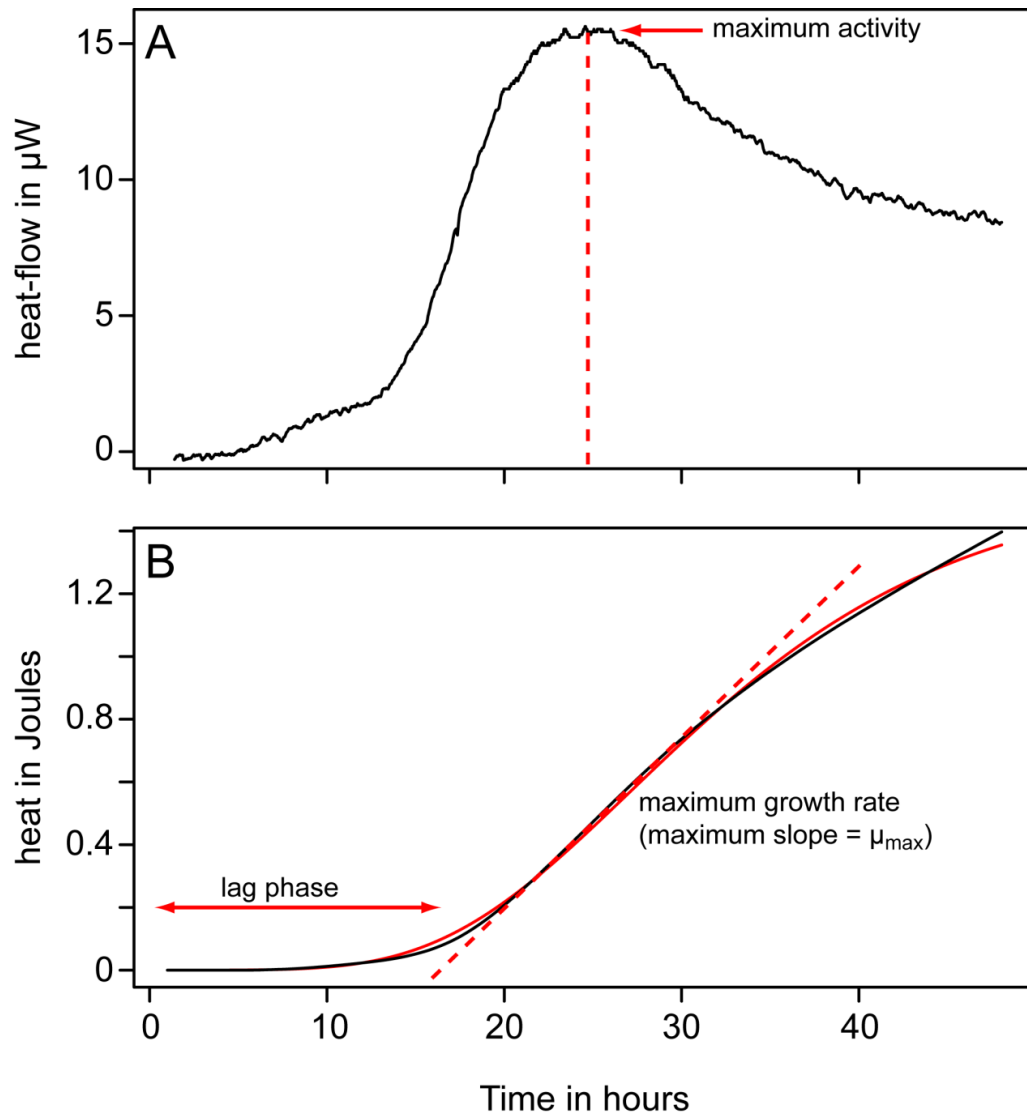 A
maximum activity
heat-flow in µW
15
10
5
0
B
heat in Joules
1.2
0.8
0.4
0
maximum growth rate
(maximum slope = µmax)
lag phase
0
10
20
30
40
Time in hours